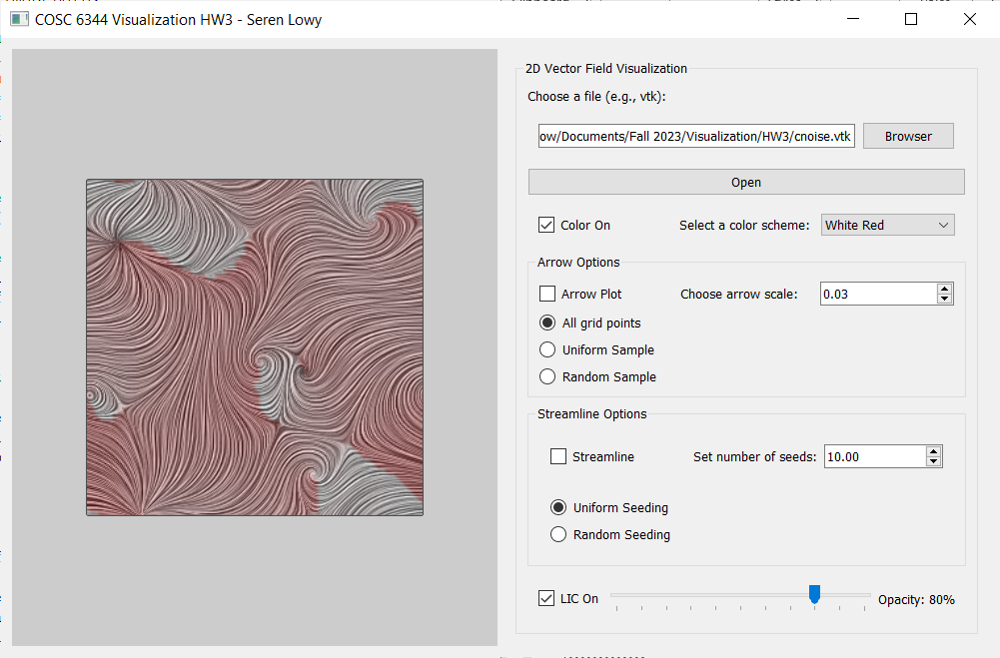 COSC 6344 Visualization HW3 - Seren Lowy
2D Vector Field Visualization
Choose a file (e.g., vtk):
ow/Documents/Fall 2023/Visualization/HW3/cnoise.vtk Browser
Open
Color On Select a color scheme: White Red
Arrow Options
Arrow Plot Choose arrow scale: 0.03
All grid points
Uniform Sample
Random Sample
Streamline Options
Streamline Set number of seeds: 10.00
Uniform Seeding
Random Seeding
LIC On Opacity: 80%